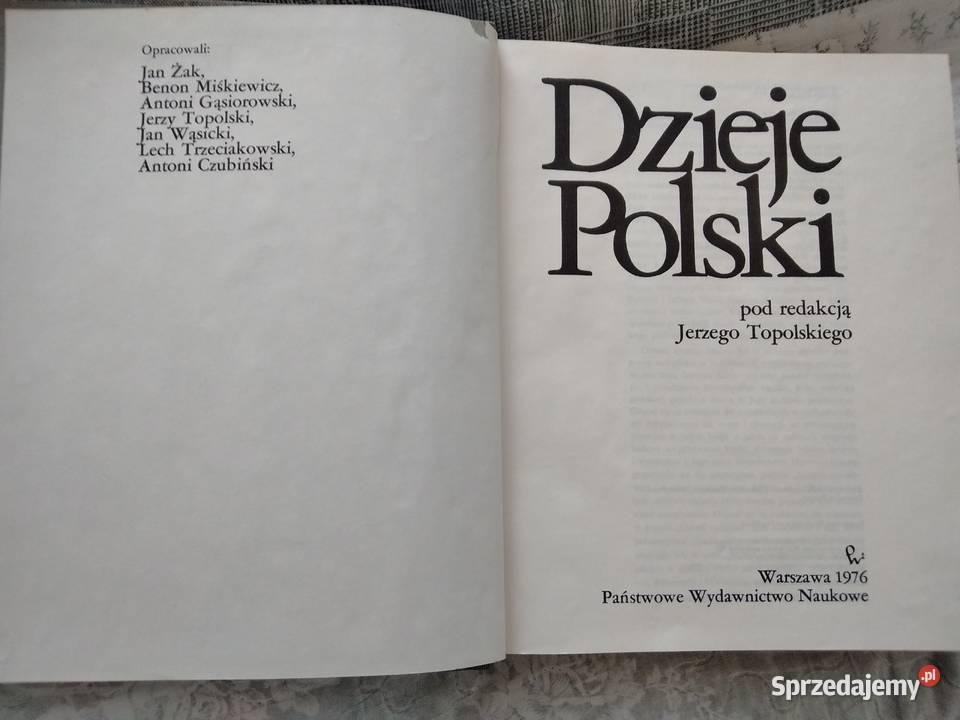 Opracowali:
Jan Żak,
Benon Miśkiewicz,
Antoni Gąsiorowski,
Jerzy Topolski,
Jan Wąsicki,
Lech Trzeciakowski,
Antoni Czubiński
Dzieje
Polski
pod redakcją
Jerzego Topolskiego
Warszawa 1976
Państwowe Wydawnictwo Naukowe
Sprzedajemy.pl